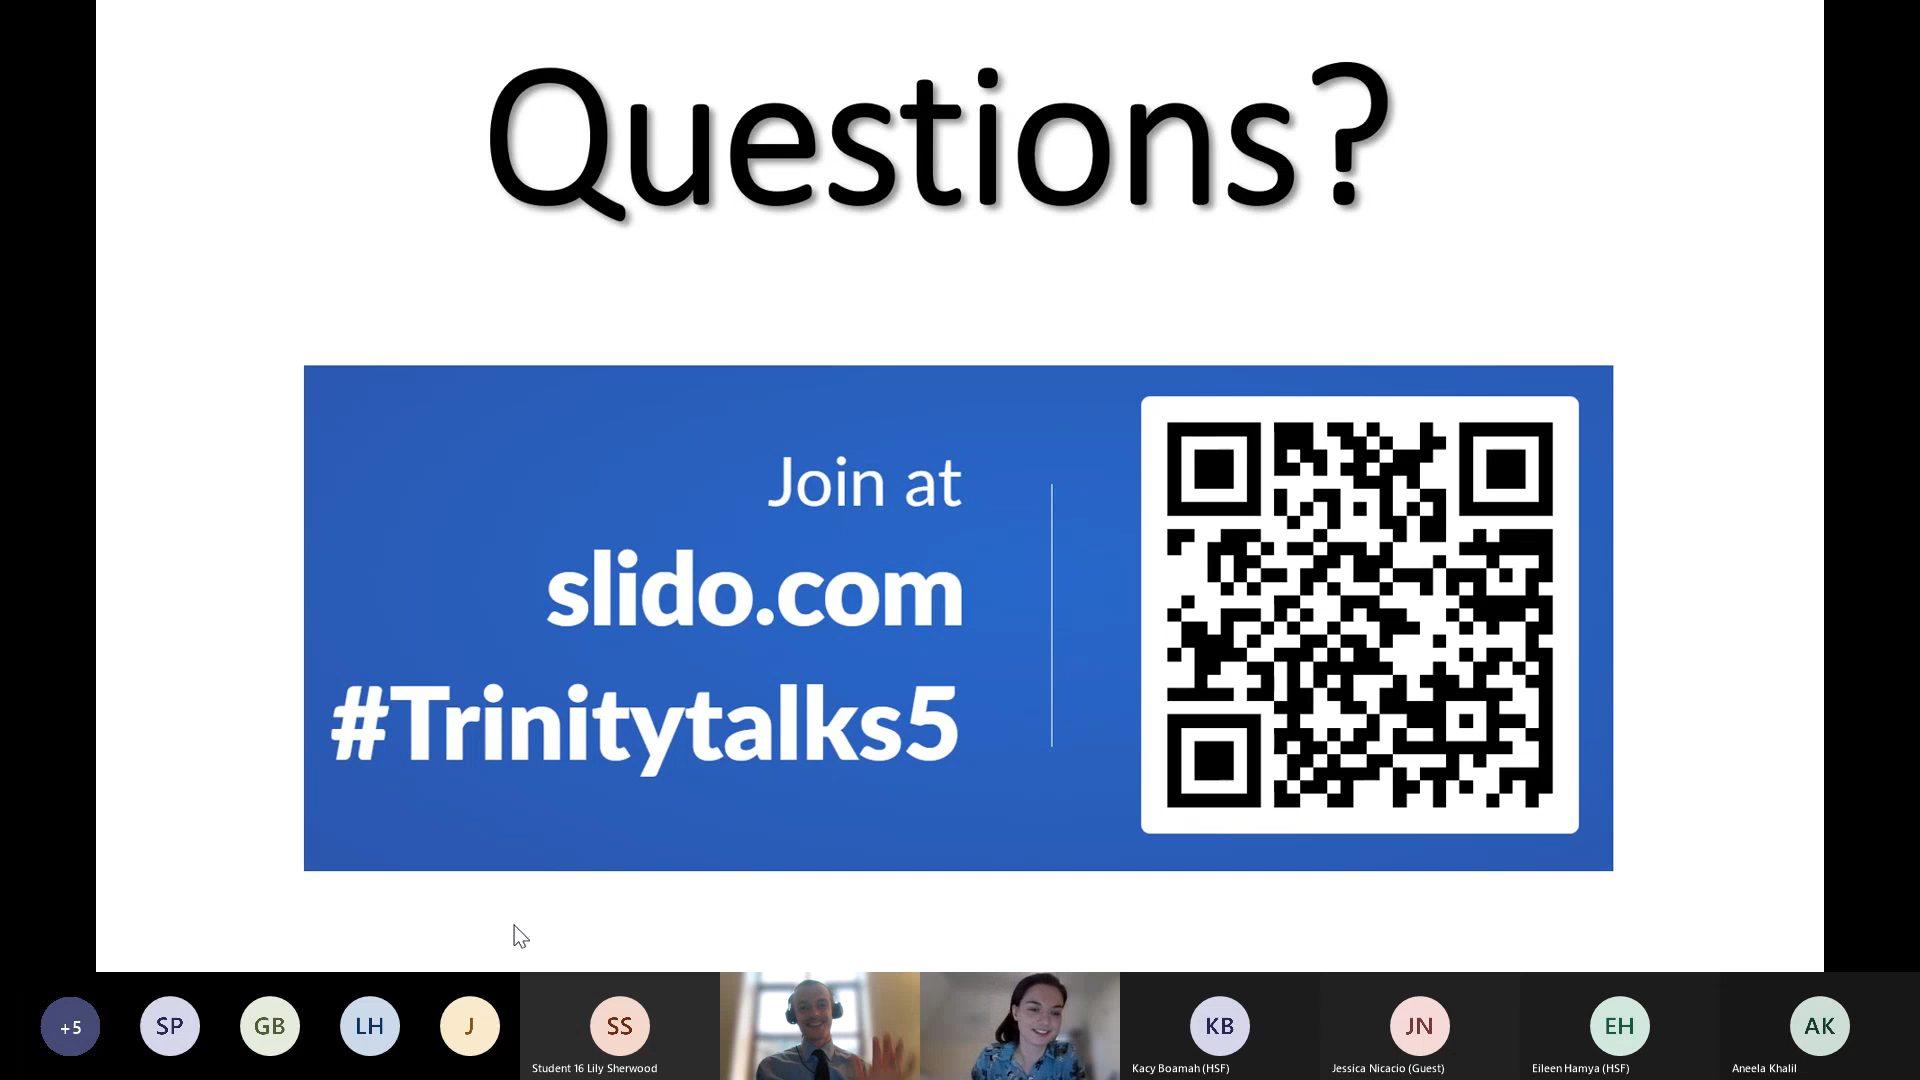 Questions?
Join at
slido.com
#Trinitytalks5
+5
SP
GB
LH
J
SS
Student 16 Lily Sherwood
KB
Kacy Boamah (HSF)
JN
Jessica Nicacio (Guest)
EH
Eileen Hamya (HSF)
AK
Aneela Khalil